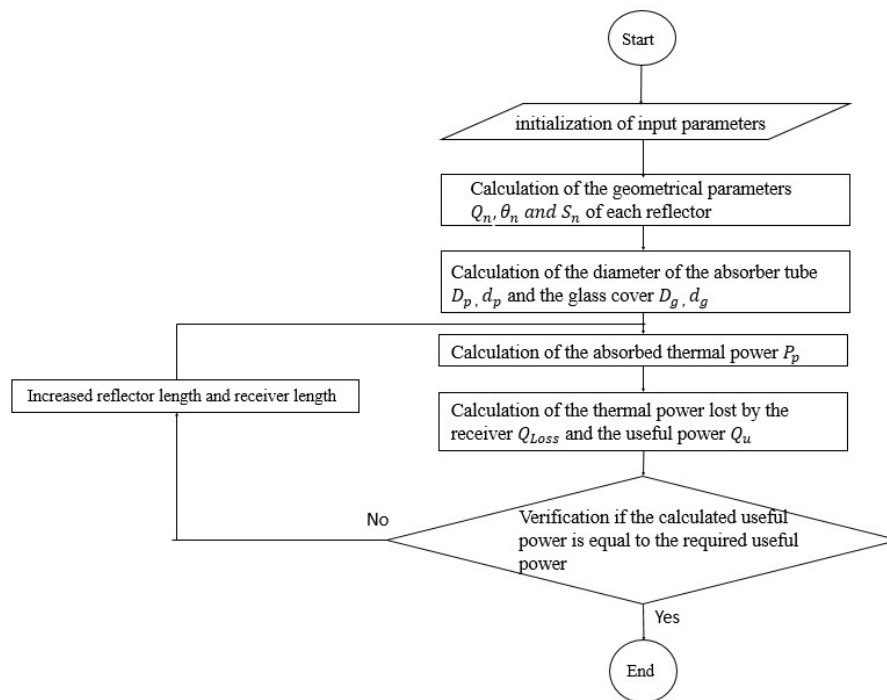 Start
initialization of input parameters
Calculation of the geometrical parameters
Qₙ, θₙ and Sₙ of each reflector
Calculation of the diameter of the absorber tube
Dₚ, dₚ and the glass cover D_g, d_g
Calculation of the absorbed thermal power Pₚ
Increased reflector length and receiver length
Calculation of the thermal power lost by the
receiver Q_Loss and the useful power Qᵤ
No
Verification if the calculated useful
power is equal to the required useful
power
Yes
End